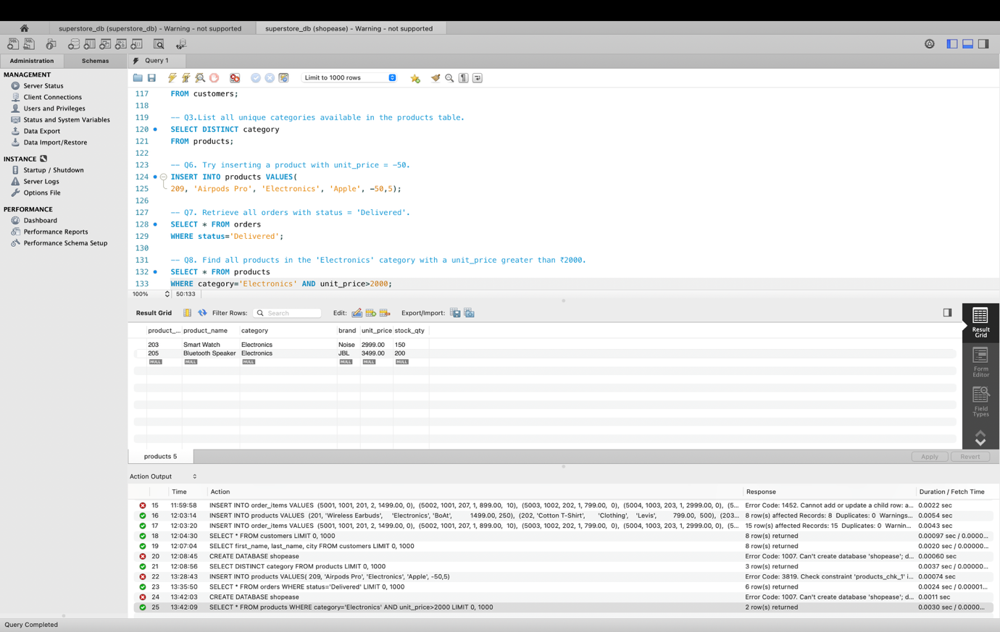 superstore_db (superstore_db) - Warning - not supported
superstore_db (shopease) - Warning - not supported
Administration
Schemas
Query 1
MANAGEMENT
Server Status
Client Connections
Users and Privileges
Status and System Variables
Data Export
Data Import/Restore
INSTANCE
Startup / Shutdown
Server Logs
Options File
PERFORMANCE
Dashboard
Performance Reports
Performance Schema Setup
Limit to 1000 rows
117 FROM customers;
118
119 -- Q3.List all unique categories available in the products table.
120 SELECT DISTINCT category
121 FROM products;
122
123 -- Q6. Try inserting a product with unit_price = -50.
124 INSERT INTO products VALUES(
125 209, 'Airpods Pro', 'Electronics', 'Apple', -50,5);
126
127 -- Q7. Retrieve all orders with status = 'Delivered'.
128 SELECT * FROM orders
129 WHERE status='Delivered';
130
131 -- Q8. Find all products in the 'Electronics' category with a unit_price greater than ₹2000.
132 SELECT * FROM products
133 WHERE category='Electronics' AND unit_price>2000;
100% 50:133
Result Grid Filter Rows: Search Edit: Export/Import:
product_... product_name category brand unit_price stock_qty
203 Smart Watch Electronics Noise 2999.00 150
205 Bluetooth Speaker Electronics JBL 3499.00 200
NULL NULL NULL NULL NULL NULL
Result
Grid
Form
Editor
Field
Types
products 5
Apply Revert
Action Output
Time Action Response Duration / Fetch Time
15 11:59:58 INSERT INTO order_items VALUES (5001, 1001, 201, 2, 1499.00, 0), (5002, 1001, 207, 1, 899.00, 10), (5003, 1002, 202, 1, 799.00, 0), (5004, 1003, 203, 1, 2999.00, 0), (5... Error Code: 1452. Cannot add or update a child row: a... 0.0022 sec
16 12:03:14 INSERT INTO products VALUES (201, 'Wireless Earbuds', 'Electronics', 'BoAt', 1499.00, 250), (202, 'Cotton T-Shirt', 'Clothing', 'Levis', 799.00, 500), (203... 8 row(s) affected Records: 8 Duplicates: 0 Warnings... 0.0054 sec
17 12:03:20 INSERT INTO order_items VALUES (5001, 1001, 201, 2, 1499.00, 0), (5002, 1001, 207, 1, 899.00, 10), (5003, 1002, 202, 1, 799.00, 0), (5004, 1003, 203, 1, 2999.00, 0), (5... 15 row(s) affected Records: 15 Duplicates: 0 Warnin... 0.0043 sec
18 12:04:30 SELECT * FROM customers LIMIT 0, 1000 8 row(s) returned 0.00097 sec / 0.0000...
19 12:07:04 SELECT first_name, last_name, city FROM customers LIMIT 0, 1000 8 row(s) returned 0.0020 sec / 0.0000...
20 12:08:45 CREATE DATABASE shopease Error Code: 1007. Can't create database 'shopease'; d... 0.00060 sec
21 12:08:56 SELECT DISTINCT category FROM products LIMIT 0, 1000 3 row(s) returned 0.0037 sec / 0.00000...
22 13:28:43 INSERT INTO products VALUES( 209, 'Airpods Pro', 'Electronics', 'Apple', -50,5) Error Code: 3819. Check constraint 'products_chk_1' i... 0.00074 sec
23 13:35:50 SELECT * FROM orders WHERE status='Delivered' LIMIT 0, 1000 6 row(s) returned 0.0024 sec / 0.00001...
24 13:42:03 CREATE DATABASE shopease Error Code: 1007. Can't create database 'shopease'; d... 0.0011 sec
25 13:42:09 SELECT * FROM products WHERE category='Electronics' AND unit_price>2000 LIMIT 0, 1000 2 row(s) returned 0.0030 sec / 0.0000...
Query Completed